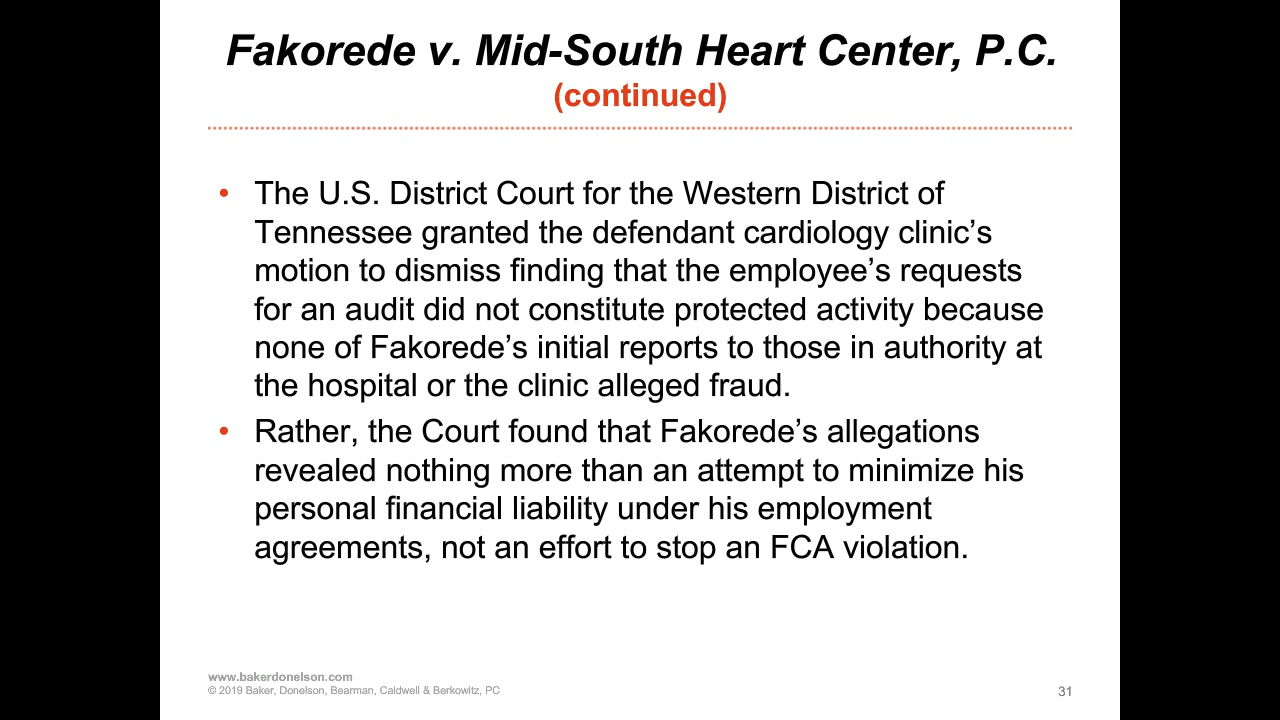 Fakorede v. Mid-South Heart Center, P.C.
(continued)
• The U.S. District Court for the Western District of
Tennessee granted the defendant cardiology clinic’s
motion to dismiss finding that the employee’s requests
for an audit did not constitute protected activity because
none of Fakorede’s initial reports to those in authority at
the hospital or the clinic alleged fraud.
• Rather, the Court found that Fakorede’s allegations
revealed nothing more than an attempt to minimize his
personal financial liability under his employment
agreements, not an effort to stop an FCA violation.
www.bakerdonelson.com
© 2019 Baker, Donelson, Bearman, Caldwell & Berkowitz, PC
31